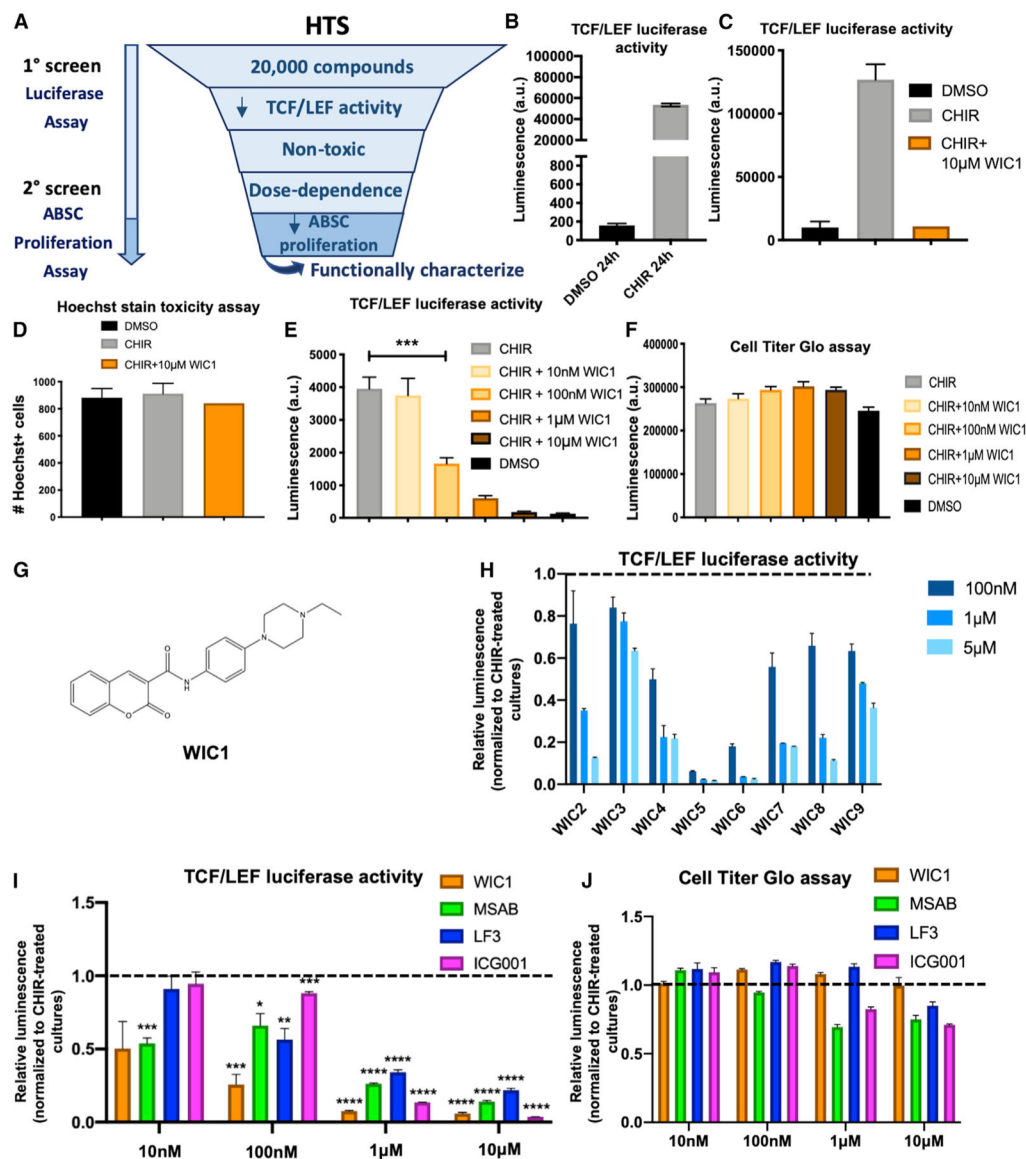 A
HTS
1° screen
Luciferase
Assay
2° screen
ABSC
Proliferation
Assay
20,000 compounds
↓ TCF/LEF activity
Non-toxic
Dose-dependence
↓ ABSC
proliferation
Functionally characterize
B
TCF/LEF luciferase
activity
Luminescence (a.u.)
100000
80000
60000
40000
20000
800
600
400
200
0
DMSO 24h
CHIR 24h
C
TCF/LEF luciferase activity
Luminescence (a.u.)
150000
100000
50000
0
DMSO
CHIR
CHIR+
10µM WIC1
D
Hoechst stain toxicity assay
DMSO
CHIR
CHIR+10µM WIC1
# Hoechst+ cells
1000
800
600
400
200
0
E
TCF/LEF luciferase activity
Luminescence (a.u.)
5000
4000
3000
2000
1000
0
***
CHIR
CHIR + 10nM WIC1
CHIR + 100nM WIC1
CHIR + 1µM WIC1
CHIR + 10µM WIC1
DMSO
F
Cell Titer Glo assay
Luminescence (a.u.)
400000
300000
200000
100000
0
CHIR
CHIR+10nM WIC1
CHIR+100nM WIC1
CHIR+1µM WIC1
CHIR+10µM WIC1
DMSO
G
O
N
H
N
N
O
O
WIC1
H
TCF/LEF luciferase activity
Relative luminescence
(normalized to CHIR-treated
cultures)
1.0
0.8
0.6
0.4
0.2
0.0
WIC2
WIC3
WIC4
WIC5
WIC6
WIC7
WIC8
WIC9
100nM
1µM
5µM
I
TCF/LEF luciferase activity
Relative luminescence
(normalized to CHIR-treated
cultures)
1.5
1.0
0.5
0.0
***
***
*
**
***
****
****
****
****
****
****
****
****
10nM
100nM
1µM
10µM
WIC1
MSAB
LF3
ICG001
J
Cell Titer Glo assay
Relative luminescence
(normalized to CHIR-treated
cultures)
1.5
1.0
0.5
0.0
10nM
100nM
1µM
10µM
WIC1
MSAB
LF3
ICG001